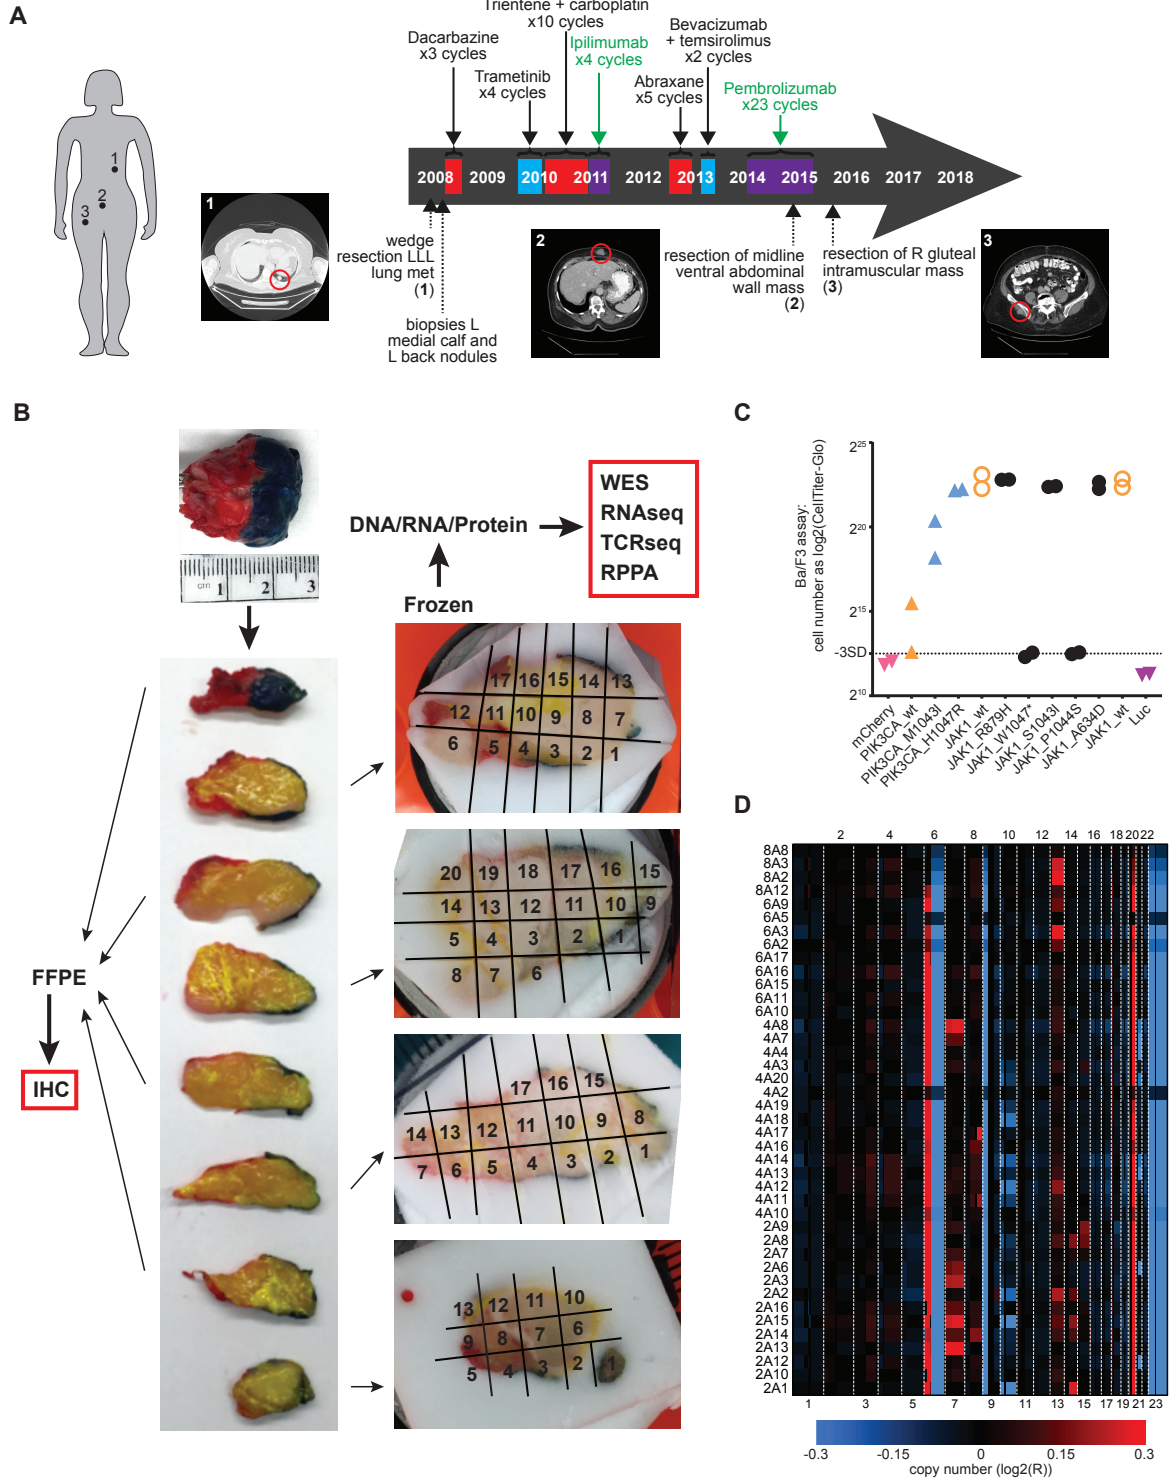 A
Trientene + carboplatin
x10 cycles
Dacarbazine
x3 cycles
Trametinib
x4 cycles
Ipilimumab
x4 cycles
Bevacizumab
+ temsirolimus
x2 cycles
Abraxane
x5 cycles
Pembrolizumab
x23 cycles
2008 2009 2010 2011 2012 2013 2014 2015 2016 2017 2018
1
2
3
1
wedge
resection LLL
lung met
(1)
biopsies L
medial calf and
L back nodules
2
resection of midline
ventral abdominal
wall mass
(2)
resection of R gluteal
intramuscular mass
(3)
3
B
cm 1 2 3
DNA/RNA/Protein
WES
RNAseq
TCRseq
RPPA
Frozen
17 16 15 14 13
12 11 10 9 8 7
6 5 4 3 2 1
20 19 18 17 16 15
14 13 12 11 10 9
5 4 3 2 1
8 7 6
17 16 15
14 13 12 11 10 9 8
7 6 5 4 3 2 1
13 12 11 10
9 8 7 6
5 4 3 2 1
FFPE
IHC
C
Ba/F3 assay:
cell number as log2(CellTiter-Glo)
2^25
2^20
2^15
-3SD
2^10
mCherry
PIK3CA_wt
PIK3CA_M1043I
PIK3CA_H1047R
JAK1_wt
JAK1_R879H
JAK1_W1047*
JAK1_S1043I
JAK1_P1044S
JAK1_A634D
JAK1_wt
Luc
D
2 4 6 8 10 12 14 16 18 20 22
8A8
8A3
8A2
8A12
6A9
6A5
6A3
6A2
6A17
6A16
6A15
6A11
6A10
4A8
4A7
4A4
4A3
4A20
4A2
4A19
4A18
4A17
4A16
4A14
4A13
4A12
4A11
4A10
2A9
2A8
2A7
2A6
2A3
2A2
2A16
2A15
2A14
2A13
2A12
2A10
2A1
1 3 5 7 9 11 13 15 17 19 21 23
-0.3 -0.15 0 0.15 0.3
copy number (log2(R))